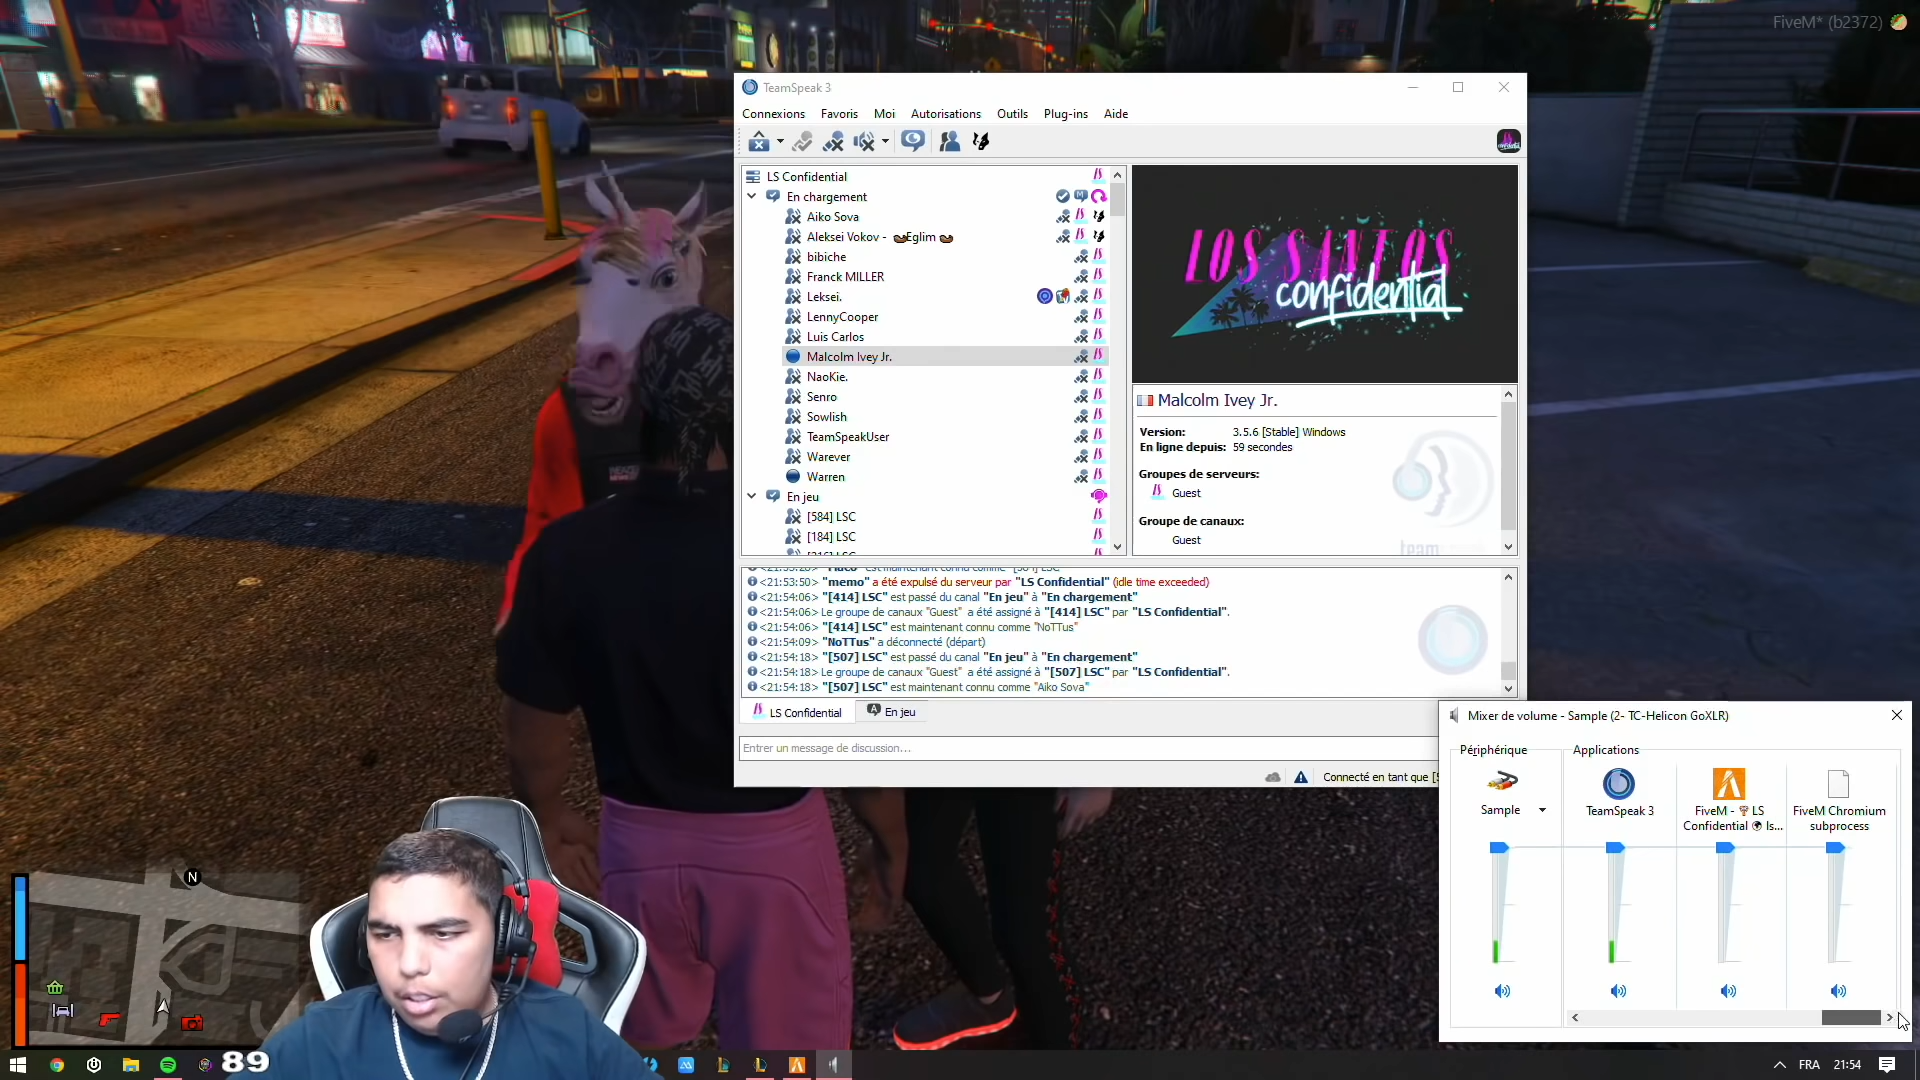 FiveM* (b2372)
TeamSpeak 3
Connexions Favoris Moi Autorisations Outils Plug-ins Aide
LS Confidential
En chargement
Aiko Sova
Aleksei Vokov - Eglim
bibiche
Franck MILLER
Leksei.
LennyCooper
Luis Carlos
Malcolm Ivey Jr.
NaoKie.
Senro
Sowlish
TeamSpeakUser
Warever
Warren
En jeu
[584] LSC
[184] LSC
LOS SANTOS
confidential
Malcolm Ivey Jr.
Version: 3.5.6 [Stable] Windows
En ligne depuis: 59 secondes
Groupes de serveurs:
Guest
Groupe de canaux:
Guest
<21:53:50> "memo" a été expulsé du serveur par "LS Confidential" (idle time exceeded)
<21:54:06> "[414] LSC" est passé du canal "En jeu" à "En chargement"
<21:54:06> Le groupe de canaux "Guest" a été assigné à "[414] LSC" par "LS Confidential".
<21:54:06> "[414] LSC" est maintenant connu comme "NoTTus"
<21:54:09> "NoTTus" a déconnecté (départ)
<21:54:18> "[507] LSC" est passé du canal "En jeu" à "En chargement"
<21:54:18> Le groupe de canaux "Guest" a été assigné à "[507] LSC" par "LS Confidential".
<21:54:18> "[507] LSC" est maintenant connu comme "Aiko Sova"
LS Confidential En jeu
Entrer un message de discussion...
Connecté en tant que
Mixer de volume - Sample (2- TC-Helicon GoXLR)
Périphérique Applications
Sample
TeamSpeak 3
FiveM - LS
Confidential Is...
FiveM Chromium
subprocess
N
89
FRA 21:54